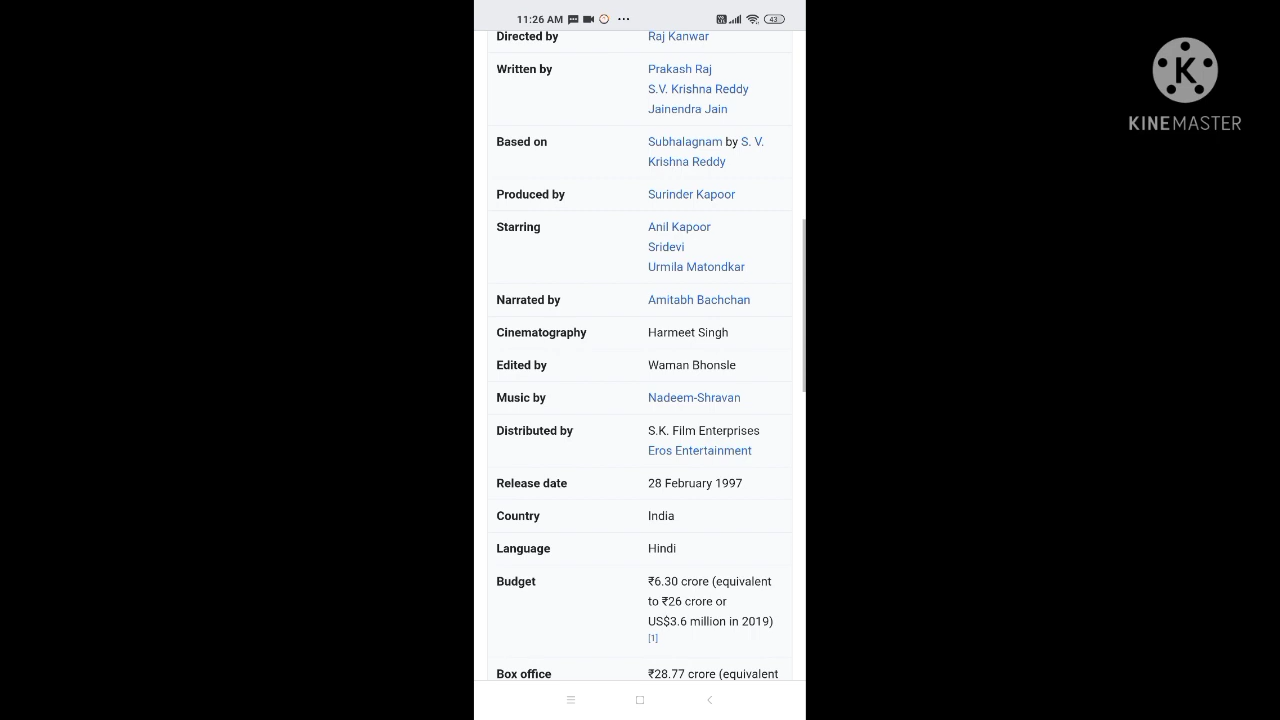 11:26 AM
43
Directed by Raj Kanwar
Written by Prakash Raj
S.V. Krishna Reddy
Jainendra Jain
Based on Subhalagnam by S. V.
Krishna Reddy
Produced by Surinder Kapoor
Starring Anil Kapoor
Sridevi
Urmila Matondkar
Narrated by Amitabh Bachchan
Cinematography Harmeet Singh
Edited by Waman Bhonsle
Music by Nadeem-Shravan
Distributed by S.K. Film Enterprises
Eros Entertainment
Release date 28 February 1997
Country India
Language Hindi
Budget ₹6.30 crore (equivalent
to ₹26 crore or
US$3.6 million in 2019)
[1]
Box office ₹28.77 crore (equivalent
K
KINEMASTER